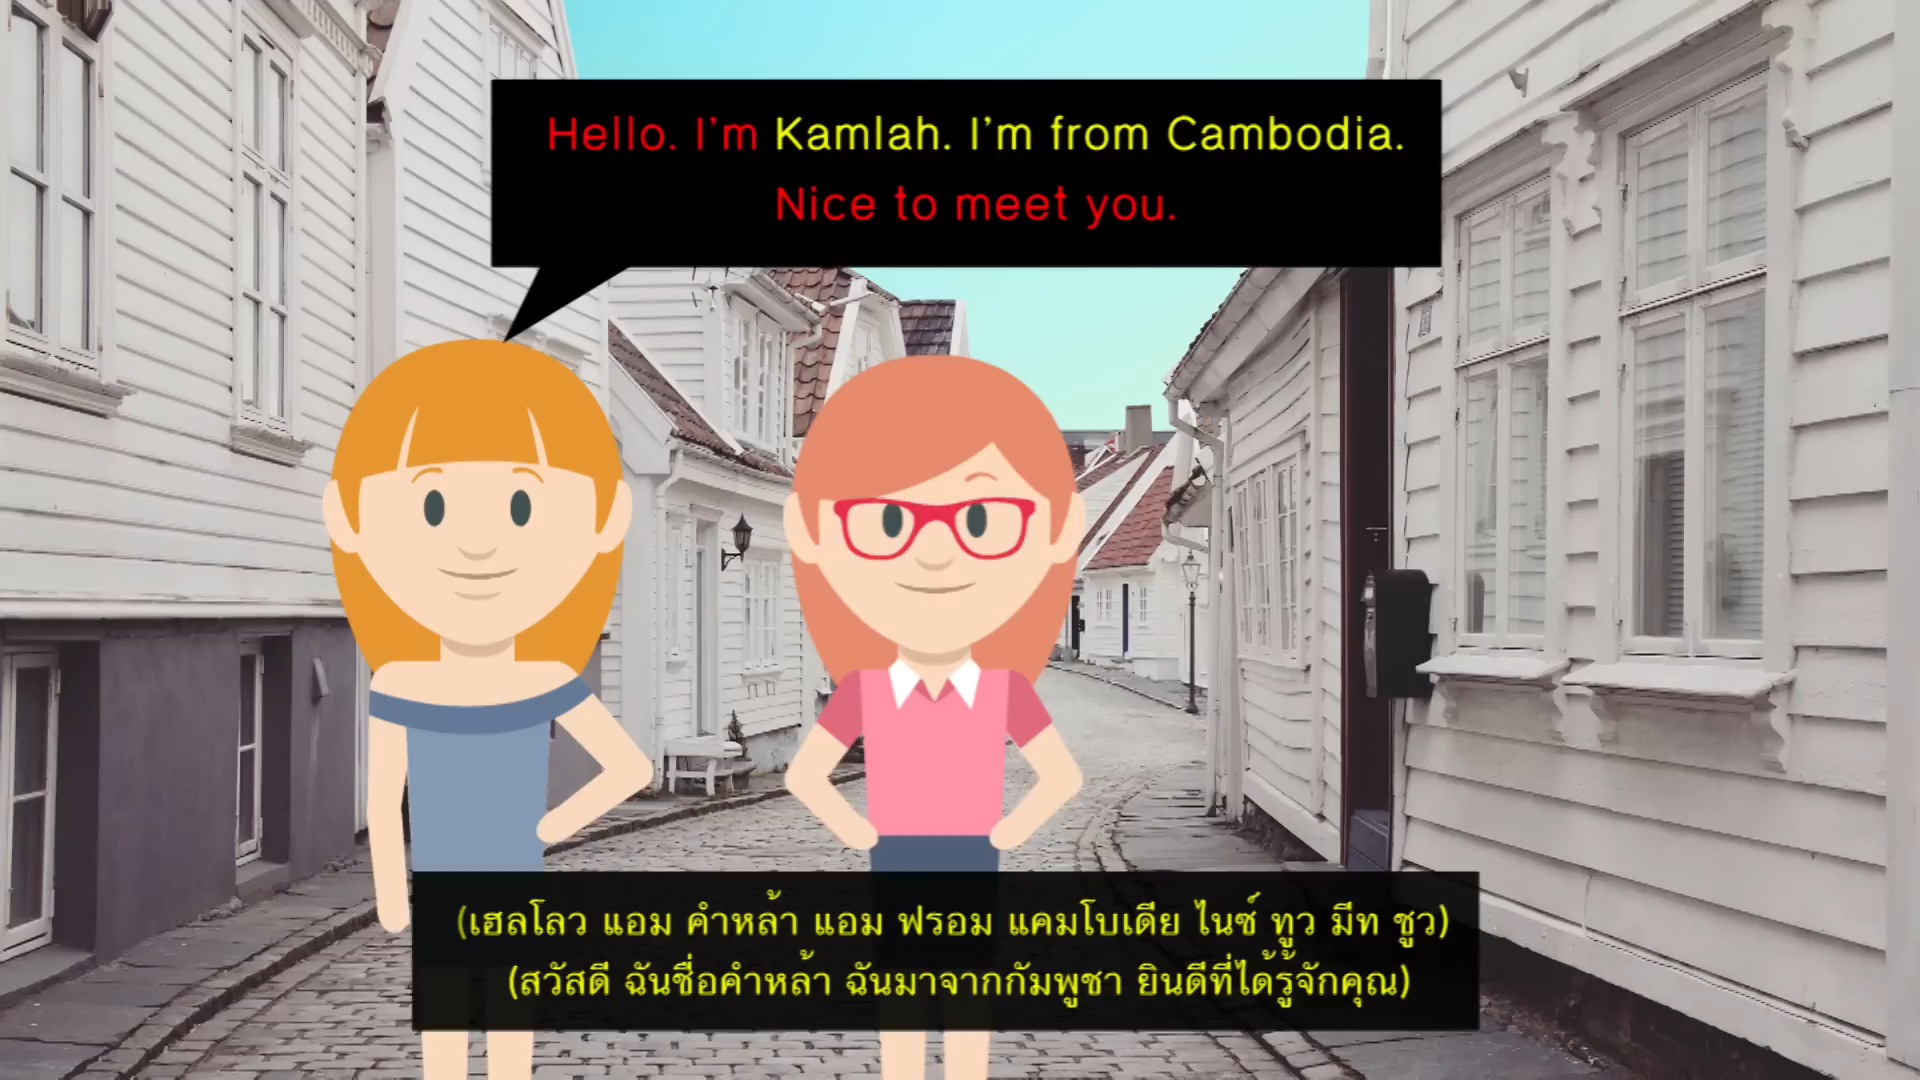 Hello. I'm Kamlah. I'm from Cambodia.
Nice to meet you.
(เฮลโลว แอม คำหล้า แอม ฟรอม แคมโบเดีย ไนซ์ ทูว มีท ชูว)
(สวัสดี ฉันชื่อคำหล้า ฉันมาจากกัมพูชา ยินดีที่ได้รู้จักคุณ)